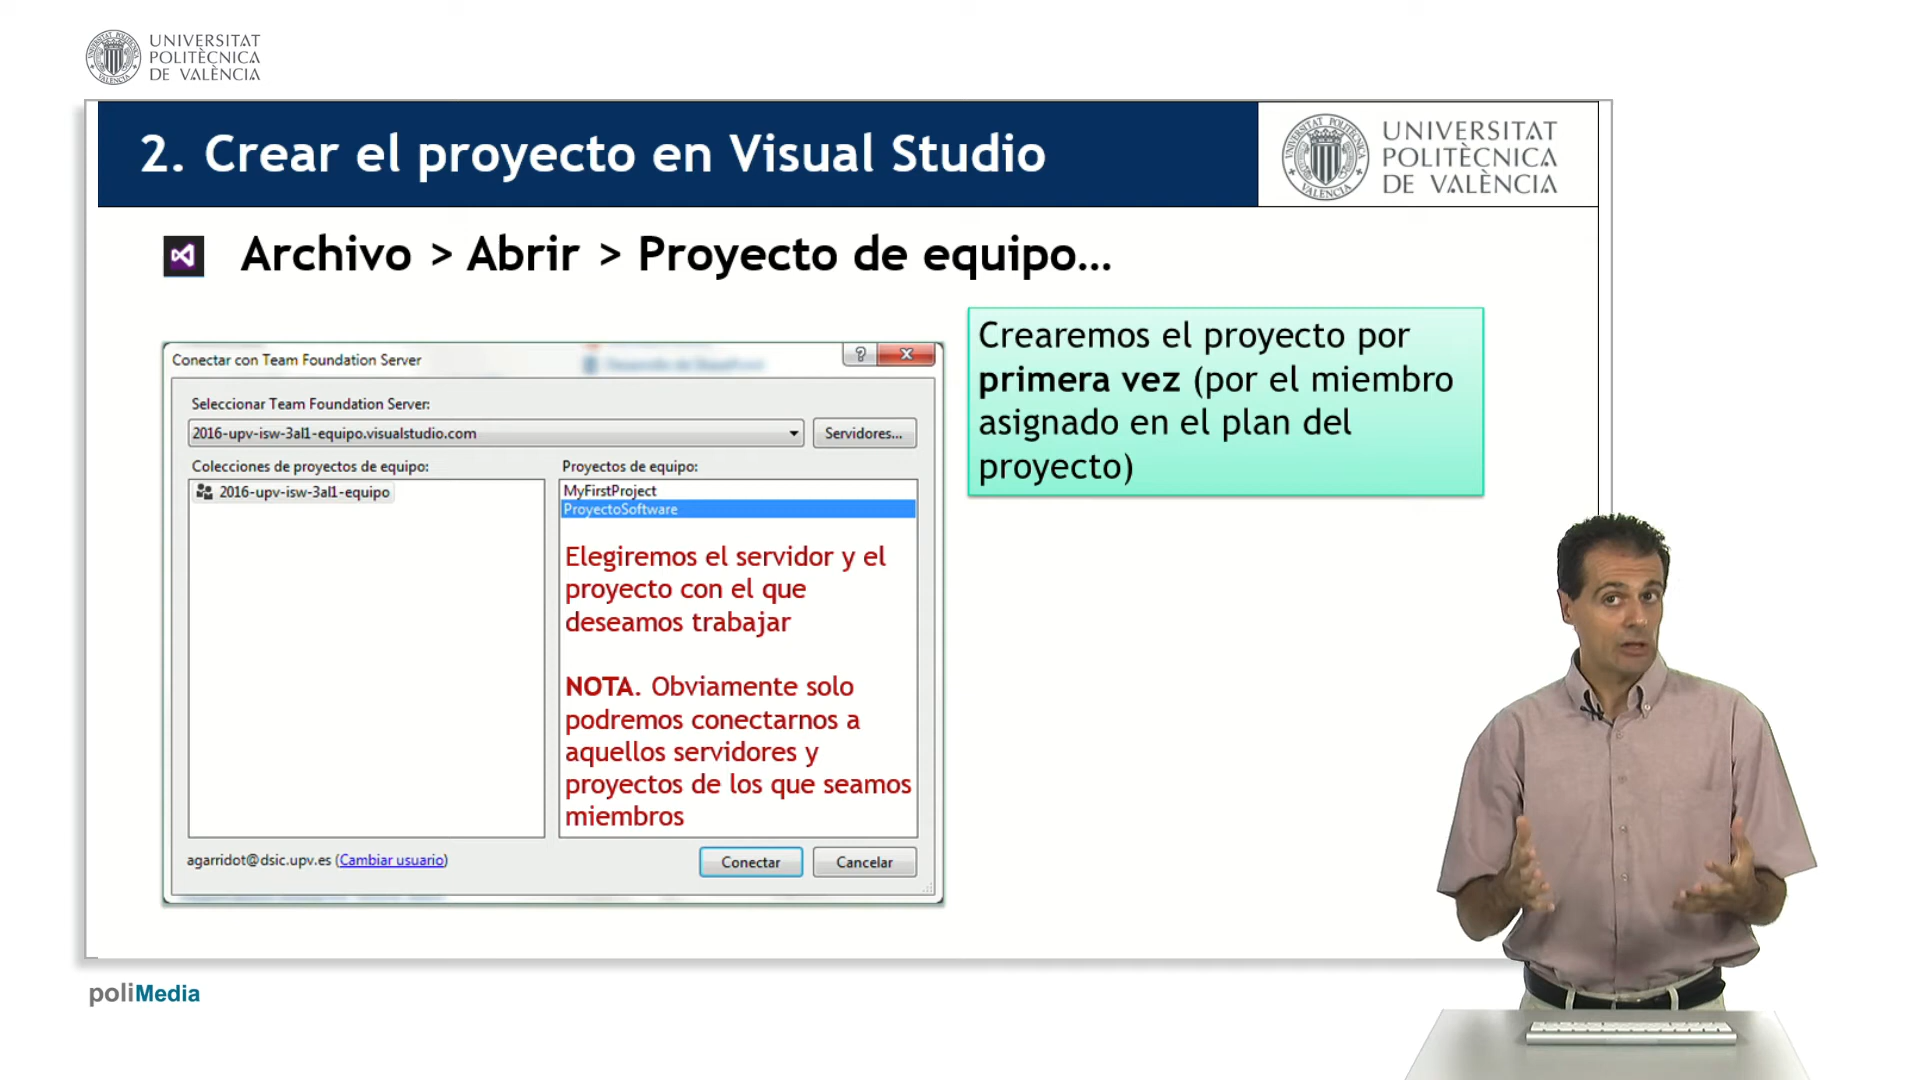 UNIVERSITAT
POLITÈCNICA
DE VALÈNCIA
2. Crear el proyecto en Visual Studio
UNIVERSITAT
POLITÈCNICA
DE VALÈNCIA
Archivo > Abrir > Proyecto de equipo...
Crearemos el proyecto por
primera vez (por el miembro
asignado en el plan del
proyecto)
Conectar con Team Foundation Server
Seleccionar Team Foundation Server:
2016-upv-isw-3al1-equipo.visualstudio.com
Servidores...
Colecciones de proyectos de equipo:
2016-upv-isw-3al1-equipo
Proyectos de equipo:
MyFirstProject
ProyectoSoftware
Elegiremos el servidor y el
proyecto con el que
deseamos trabajar
NOTA. Obviamente solo
podremos conectarnos a
aquellos servidores y
proyectos de los que seamos
miembros
agarridot@dsic.upv.es (Cambiar usuario)
Conectar
Cancelar
poliMedia